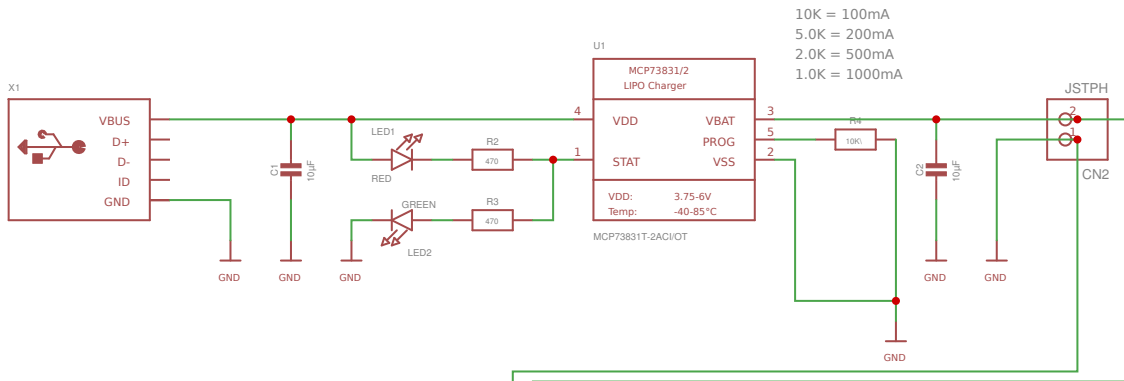 10K = 100mA
5.0K = 200mA
2.0K = 500mA
1.0K = 1000mA
U1
MCP73831/2
LIPO Charger
X1
JSTPH
VBUS
4
VDD
VBAT
3
2
D+
LED1
R2
PROG
5
R4
10K\
1
D-
470
1
STAT
VSS
2
C1
10µF
RED
C2
10µF
CN2
ID
GND
GREEN
R3
470
VDD: 3.75-6V
Temp: -40-85°C
MCP73831T-2ACI/OT
LED2
GND
GND
GND
GND
GND
GND